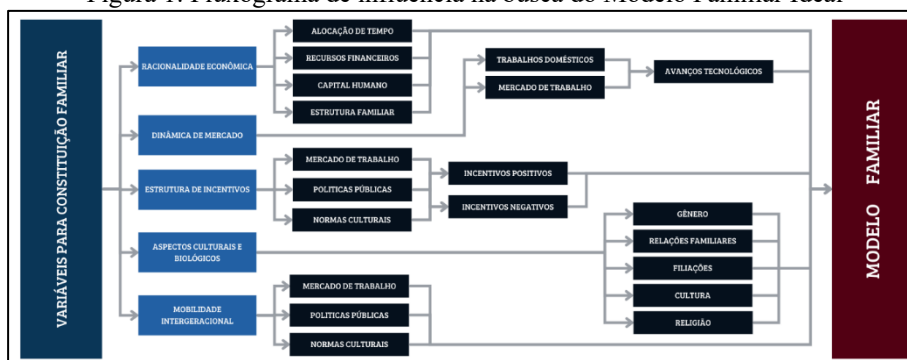 Figura 1: Fluxograma de influência na busca do Modelo Familiar Ideal
VARIÁVEIS PARA CONSTITUIÇÃO FAMILIAR
RACIONALIDADE ECONÔMICA
ALOCAÇÃO DE TEMPO
RECURSOS FINANCEIROS
CAPITAL HUMANO
ESTRUTURA FAMILIAR
DINÂMICA DE MERCADO
TRABALHOS DOMÉSTICOS
MERCADO DE TRABALHO
AVANÇOS TECNOLÓGICOS
ESTRUTURA DE INCENTIVOS
MERCADO DE TRABALHO
POLITICAS PÚBLICAS
NORMAS CULTURAIS
INCENTIVOS POSITIVOS
INCENTIVOS NEGATIVOS
ASPECTOS CULTURAIS E
BIOLÓGICOS
GÊNERO
RELAÇÕES FAMILIARES
FILIAÇÕES
CULTURA
RELIGIÃO
MOBILIDADE
INTERGERACIONAL
MERCADO DE TRABALHO
POLITICAS PÚBLICAS
NORMAS CULTURAIS
MODELO FAMILIAR